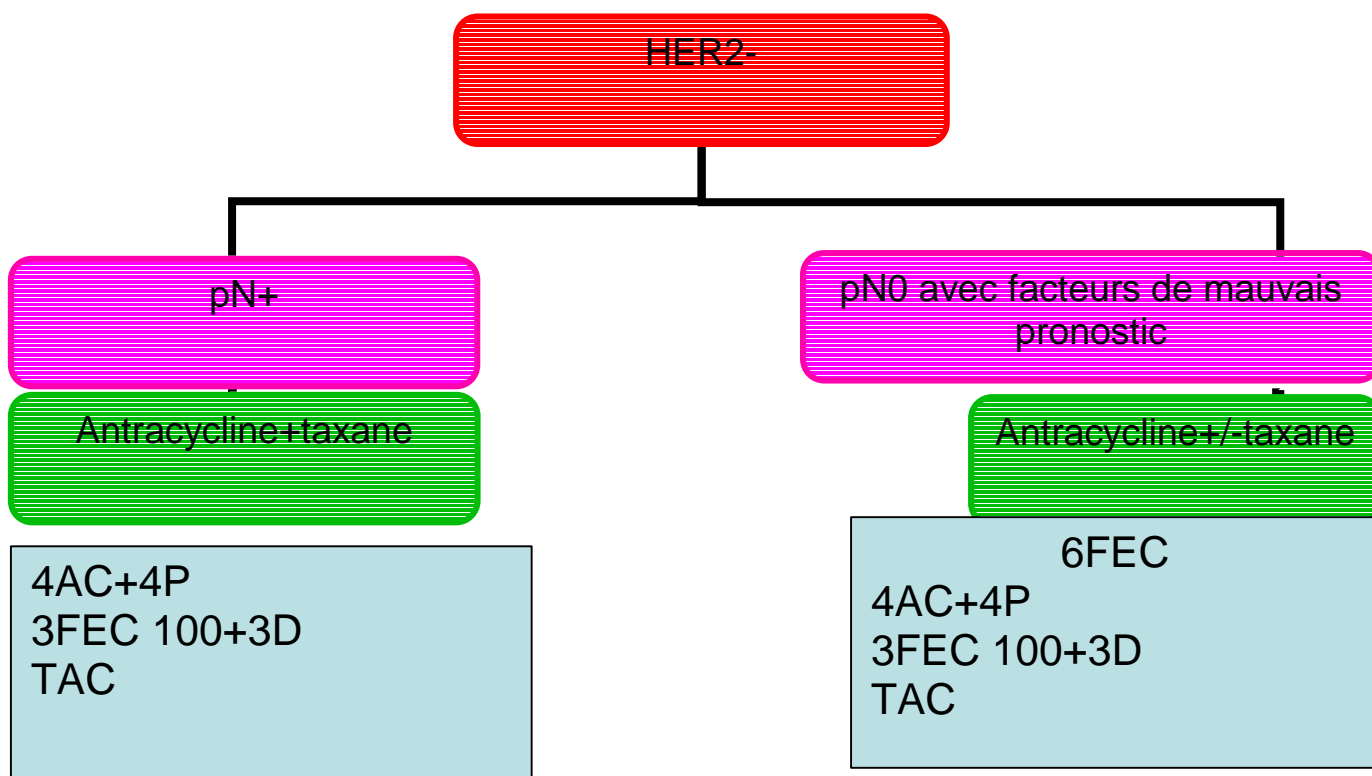 HER2-
pN+
Antracycline+taxane
4AC+4P
3FEC 100+3D
TAC
pN0 avec facteurs de mauvais
pronostic
Antracycline+/-taxane
6FEC
4AC+4P
3FEC 100+3D
TAC